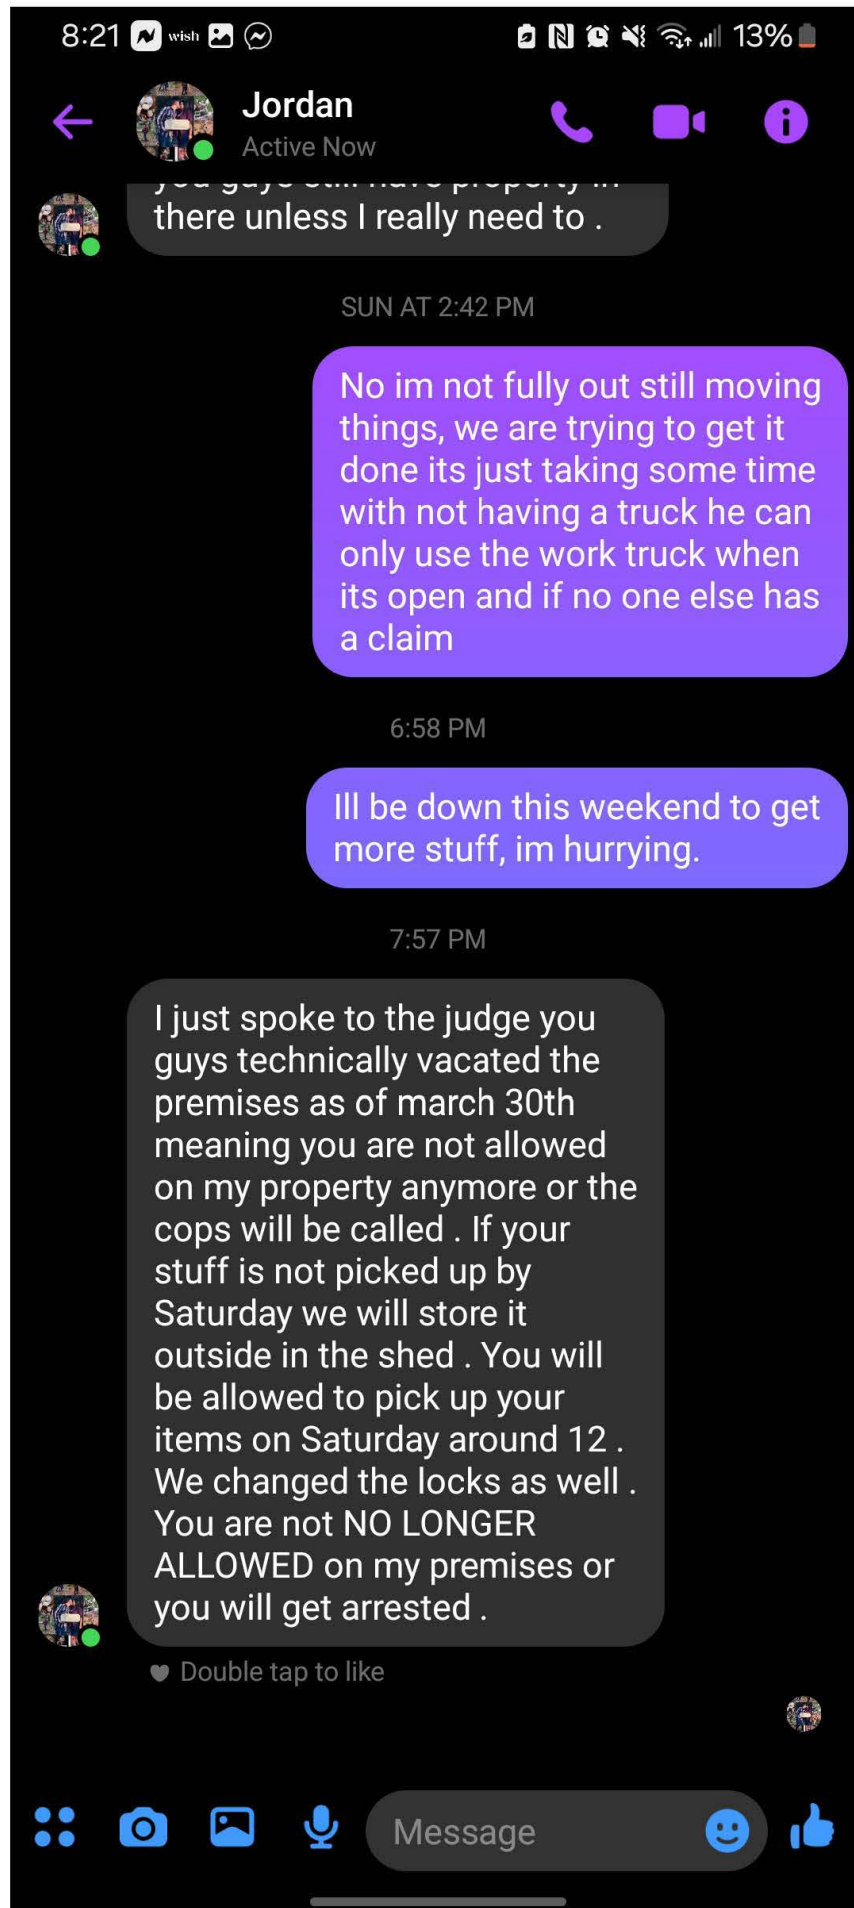 8:21 wish 13%
Jordan
Active Now
you guys still have property in
there unless I really need to .
SUN AT 2:42 PM
No im not fully out still moving
things, we are trying to get it
done its just taking some time
with not having a truck he can
only use the work truck when
its open and if no one else has
a claim
6:58 PM
Ill be down this weekend to get
more stuff, im hurrying.
7:57 PM
I just spoke to the judge you
guys technically vacated the
premises as of march 30th
meaning you are not allowed
on my property anymore or the
cops will be called . If your
stuff is not picked up by
Saturday we will store it
outside in the shed . You will
be allowed to pick up your
items on Saturday around 12 .
We changed the locks as well .
You are not NO LONGER
ALLOWED on my premises or
you will get arrested .
Double tap to like
Message